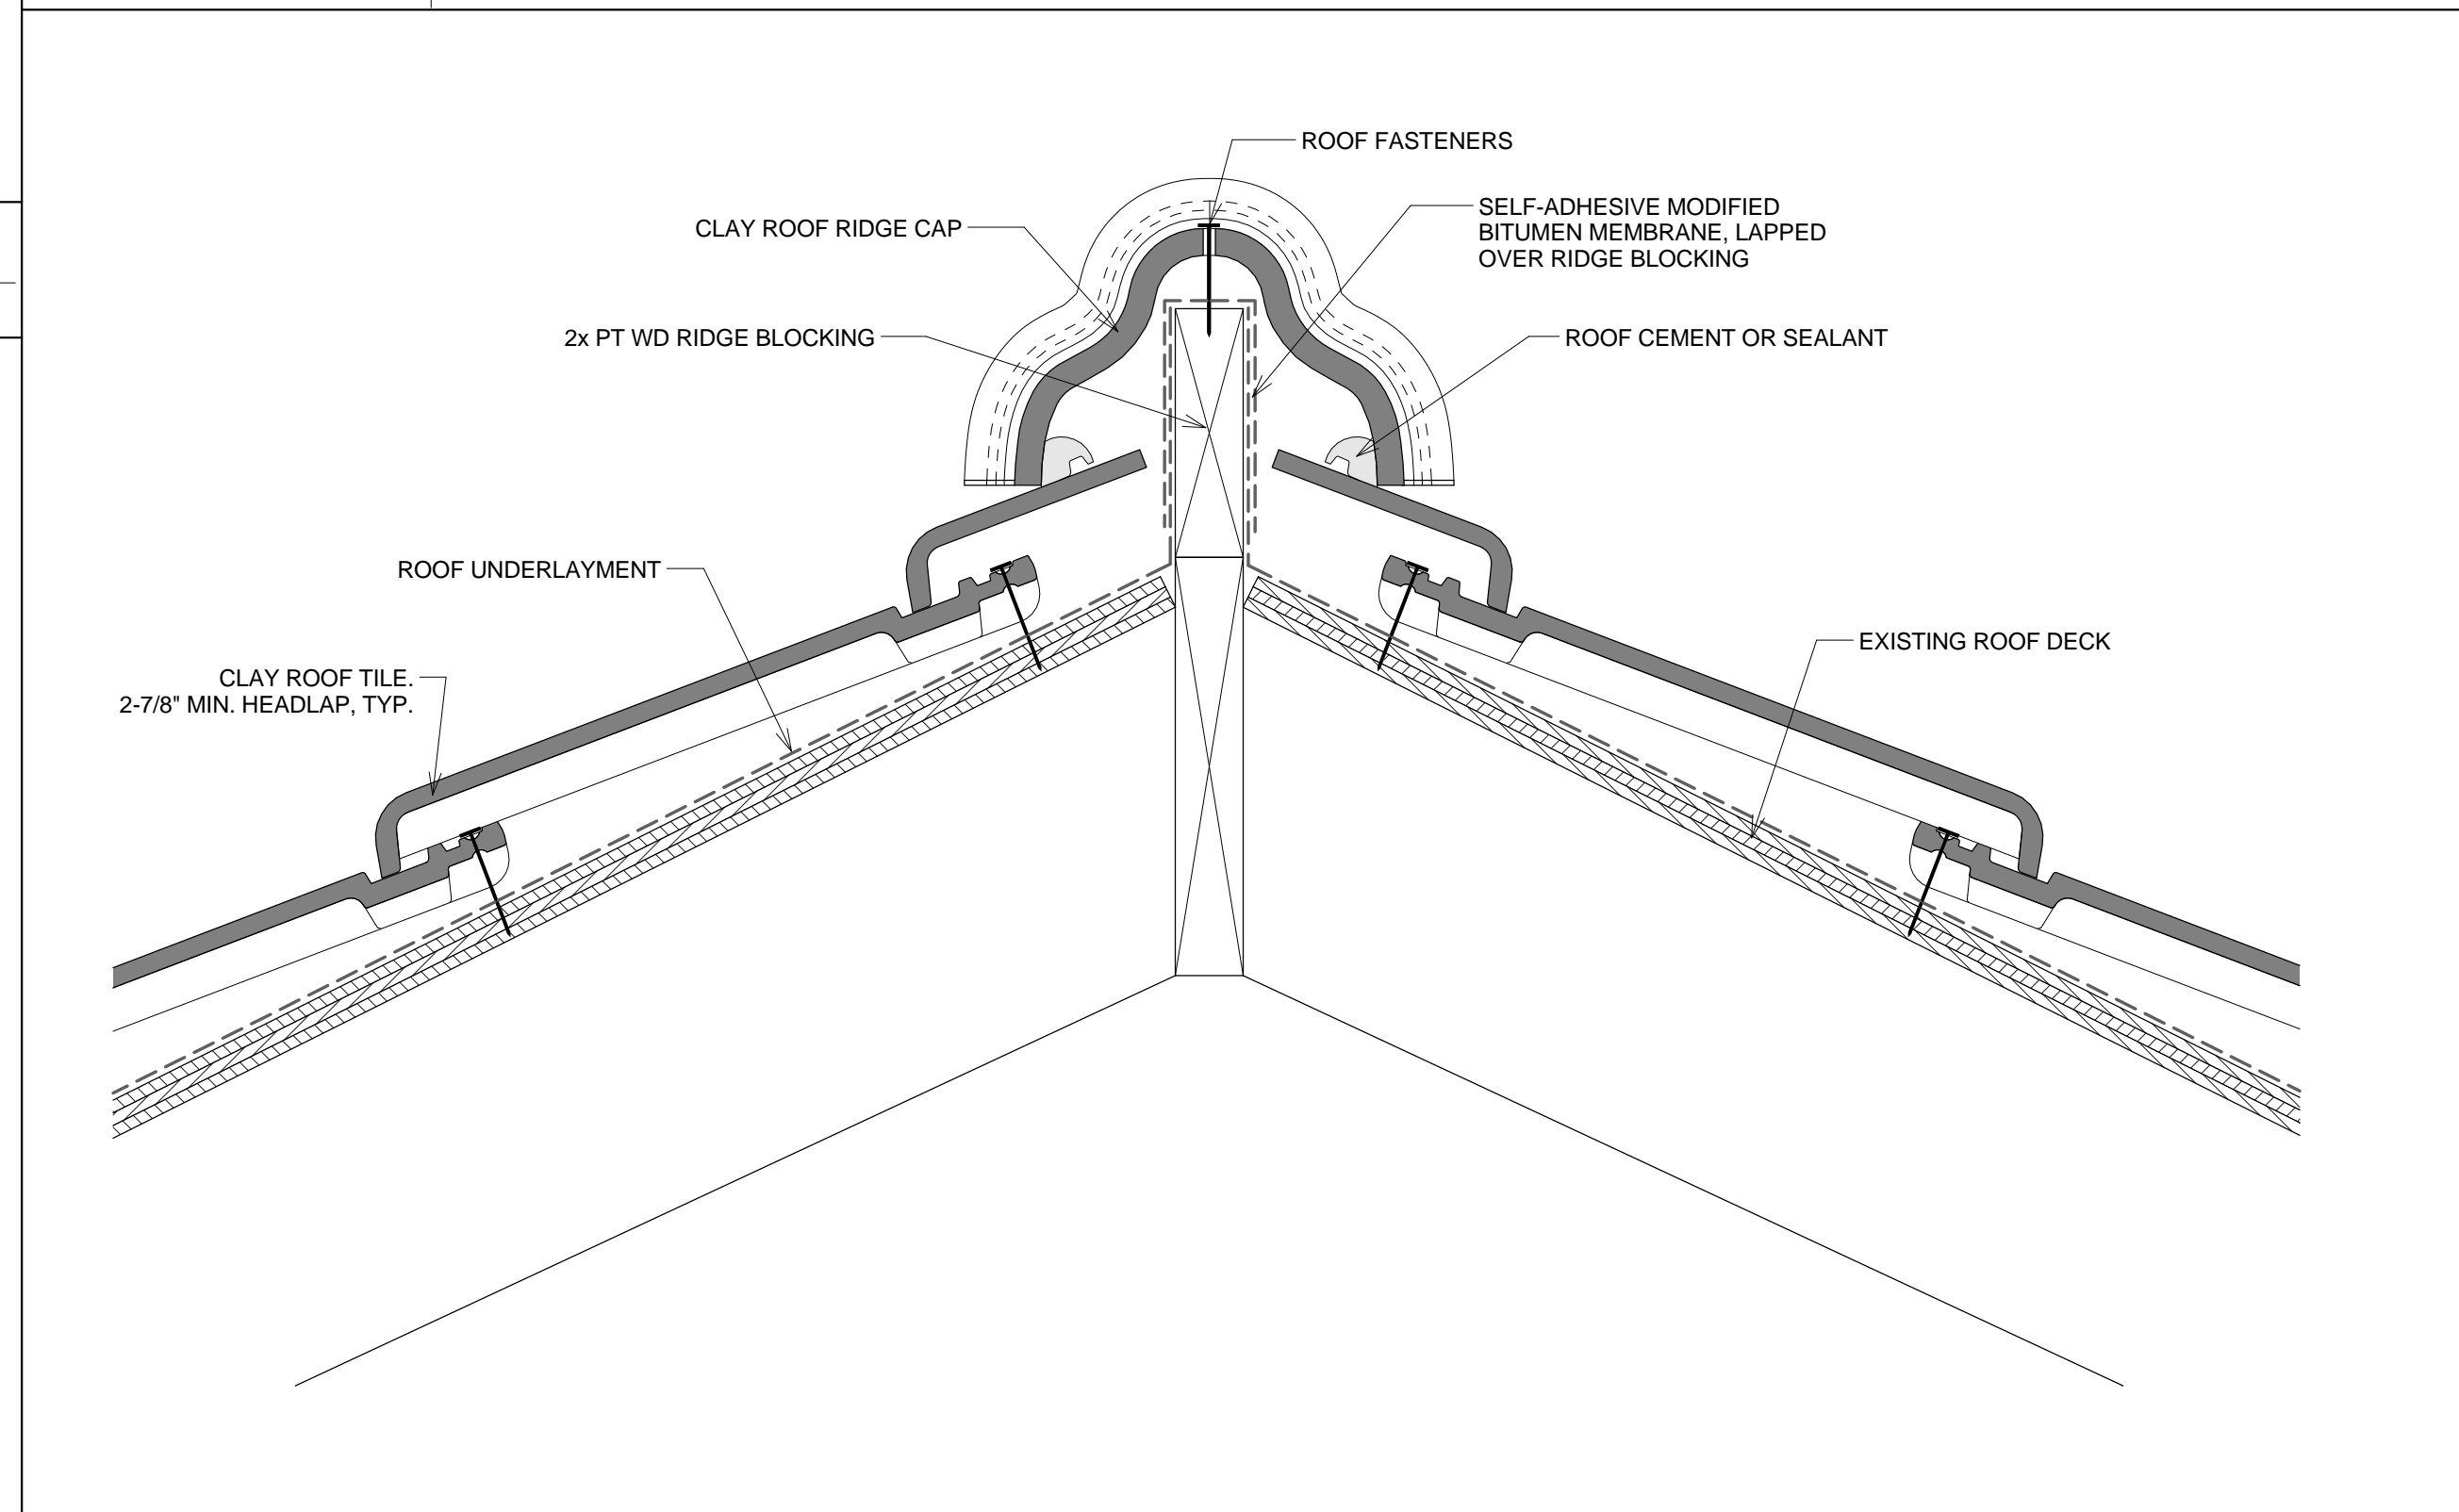 ROOF FASTENERS
SELF-ADHESIVE MODIFIED
BITUMEN MEMBRANE, LAPPED
OVER RIDGE BLOCKING
CLAY ROOF RIDGE CAP
2x PT WD RIDGE BLOCKING
ROOF CEMENT OR SEALANT
ROOF UNDERLAYMENT
EXISTING ROOF DECK
CLAY ROOF TILE.
2-7/8" MIN. HEADLAP, TYP.